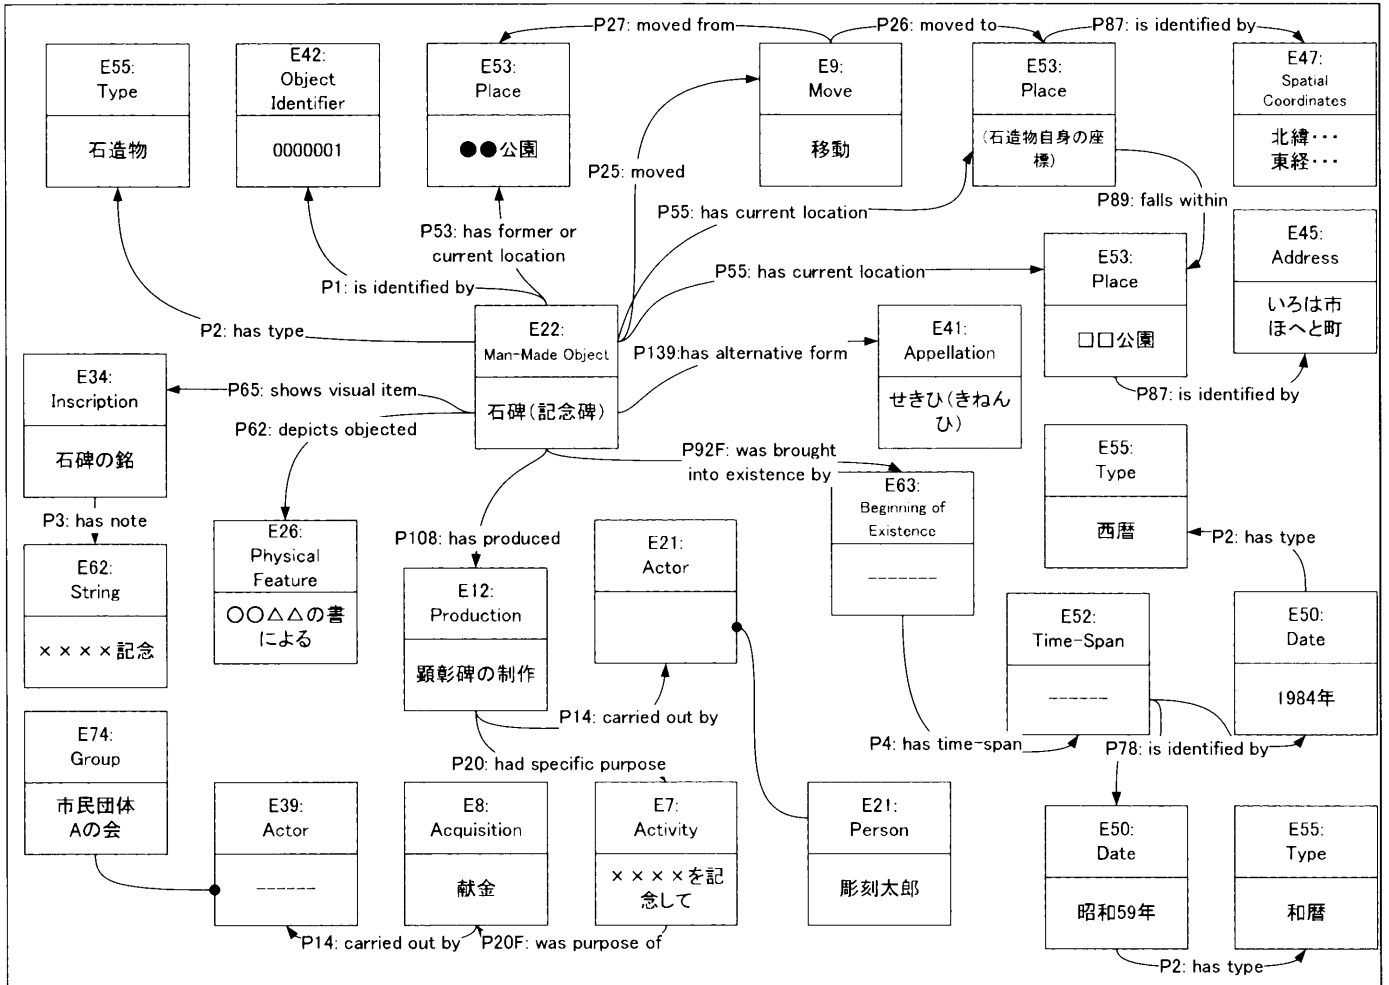 P27: moved from
P26: moved to
P87: is identified by
E55:
Type
石造物
E42:
Object
Identifier
0000001
E53:
Place
●●公園
E9:
Move
移動
E53:
Place
(石造物自身の座
標)
E47:
Spatial
Coordinates
北緯･･･
東経･･･
P25: moved
P55: has current location
P89: falls within
P53: has former or
current location
P55: has current location
E53:
Place
□□公園
E45:
Address
いろは市
ほへと町
P1: is identified by
P2: has type
E22:
Man-Made Object
石碑(記念碑)
P139:has alternative form
E41:
Appellation
せきひ(きねん
ひ)
P87: is identified by
E34:
Inscription
石碑の銘
P65: shows visual item
P62: depicts objected
P92F: was brought
into existence by
E55:
Type
西暦
P3: has note
E26:
Physical
Feature
○○△△の書
による
P108: has produced
E21:
Actor
E63:
Beginning of
Existence
-------
P2: has type
E62:
String
××××記念
E12:
Production
顕彰碑の制作
E52:
Time-Span
------
E50:
Date
1984年
P14: carried out by
P4: has time-span
P78: is identified by
E74:
Group
市民団体
Aの会
P20: had specific purpose
E39:
Actor
------
E8:
Acquisition
献金
E7:
Activity
××××を記
念して
E21:
Person
彫刻太郎
E50:
Date
昭和59年
E55:
Type
和暦
P14: carried out by
P20F: was purpose of
P2: has type